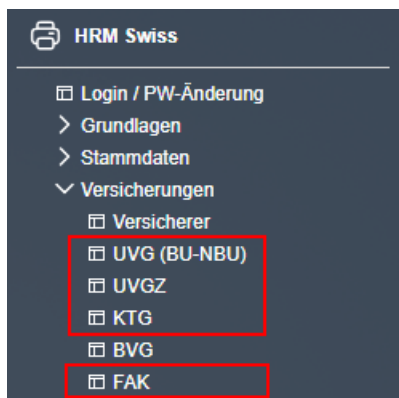 HRM Swiss
Login / PW-Änderung
Grundlagen
Stammdaten
Versicherungen
Versicherer
UVG (BU-NBU)
UVGZ
KTG
BVG
FAK